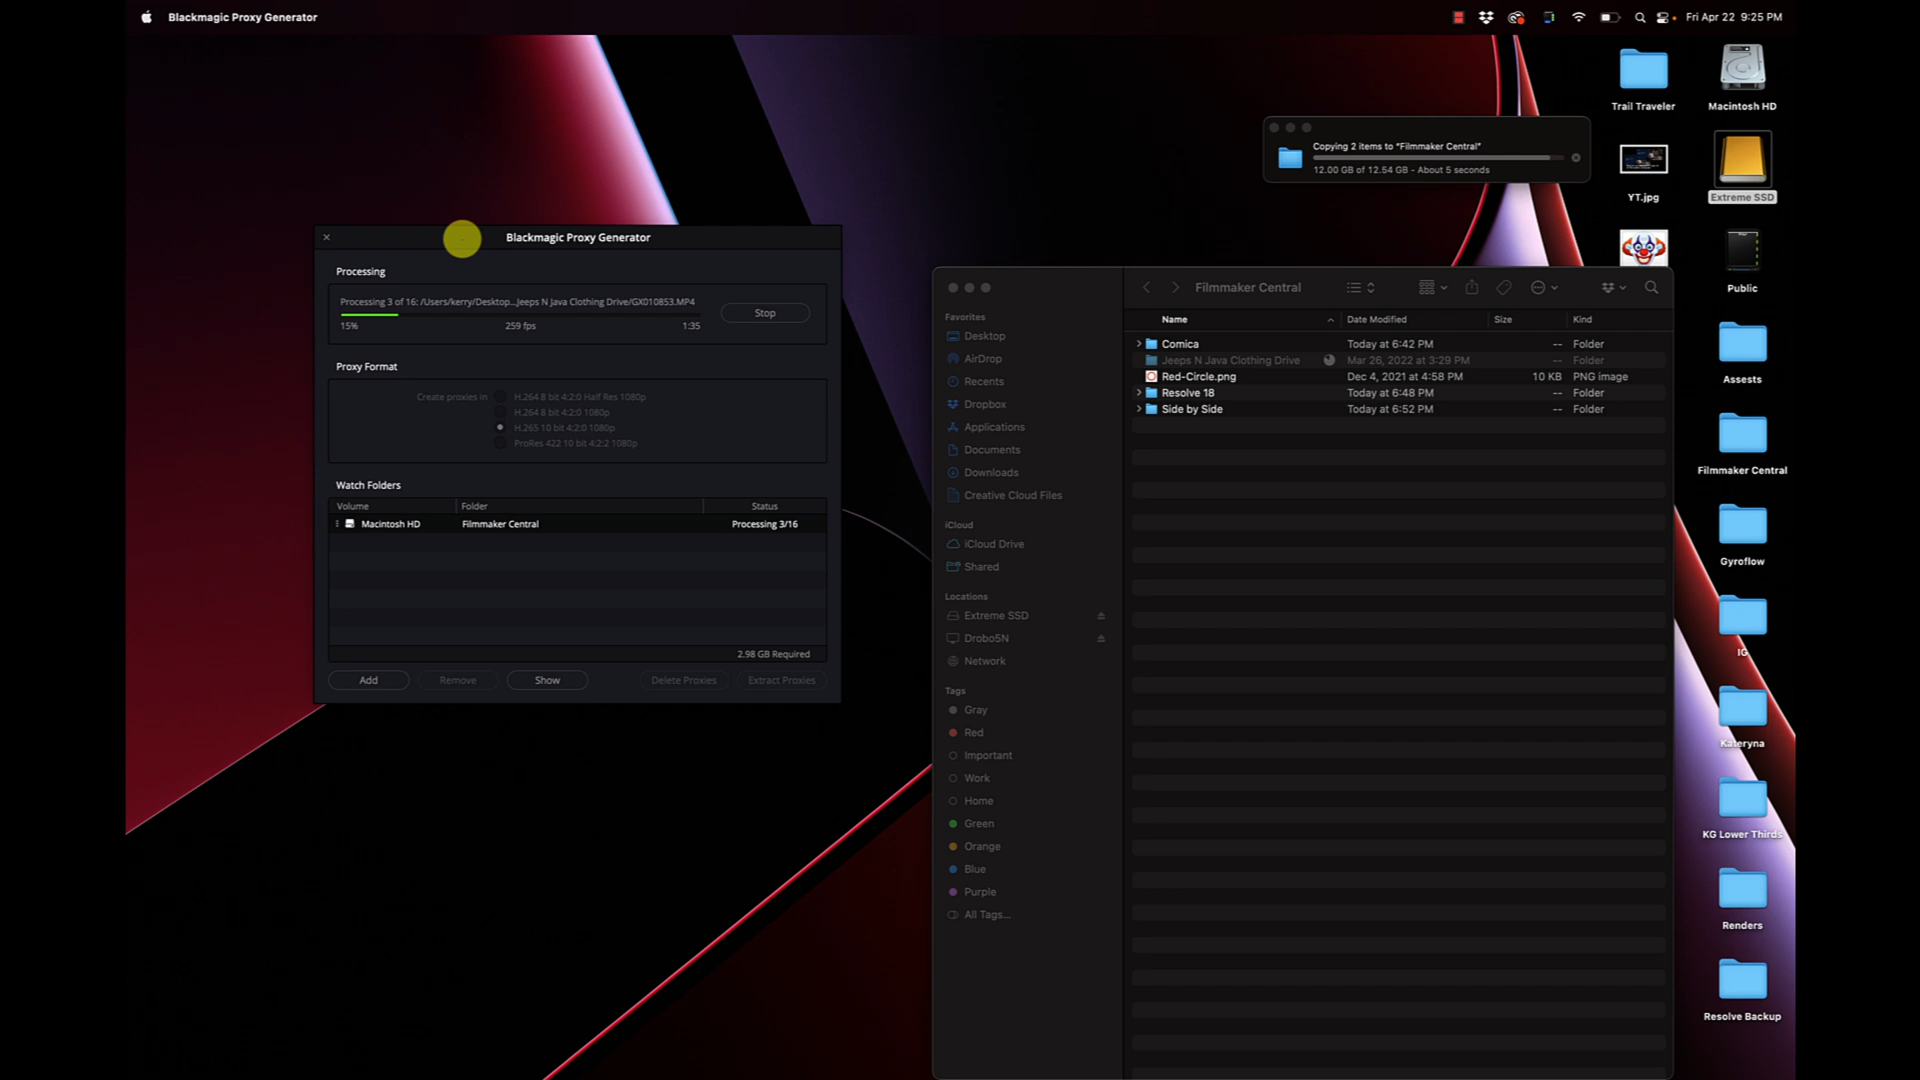 Blackmagic Proxy Generator
Fri Apr 22 9:25 PM
Trail Traveler
Macintosh HD
Copying 2 items to "Filmmaker Central"
12.00 GB of 12.54 GB - About 5 seconds
YT.jpg
Extreme SSD
Public
Assests
Filmmaker Central
Gyroflow
IG
Kateryna
KG Lower Thirds
Renders
Resolve Backup
Blackmagic Proxy Generator
Processing
Processing 3 of 16: /Users/kerry/Desktop...Jeeps N Java Clothing Drive/GX010853.MP4
Stop
15% 259 fps 1:35
Proxy Format
Create proxies in H.264 8 bit 4:2:0 Half Res 1080p
H.264 8 bit 4:2:0 1080p
H.265 10 bit 4:2:0 1080p
ProRes 422 10 bit 4:2:2 1080p
Watch Folders
Volume Folder Status
Macintosh HD Filmmaker Central Processing 3/16
2.98 GB Required
Add Remove Show Delete Proxies Extract Proxies
Favorites
Desktop
AirDrop
Recents
Dropbox
Applications
Documents
Downloads
Creative Cloud Files
iCloud
iCloud Drive
Shared
Locations
Extreme SSD
Drobo5N
Network
Tags
Gray
Red
Important
Work
Home
Green
Orange
Blue
Purple
All Tags...
Filmmaker Central
Name Date Modified Size Kind
Comica Today at 6:42 PM -- Folder
Jeeps N Java Clothing Drive Mar 26, 2022 at 3:29 PM -- Folder
Red-Circle.png Dec 4, 2021 at 4:58 PM 10 KB PNG image
Resolve 18 Today at 6:48 PM -- Folder
Side by Side Today at 6:52 PM -- Folder